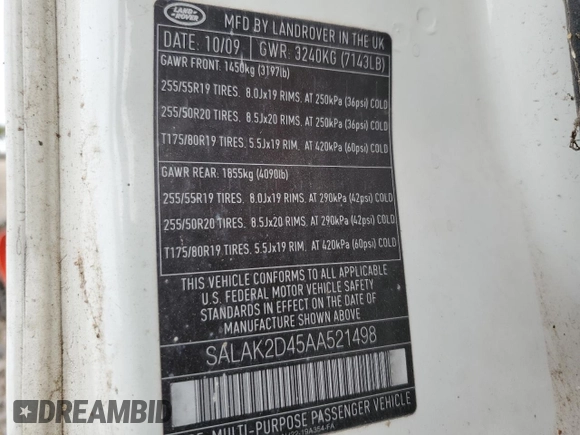 LAND ROVER
MFD BY LANDROVER IN THE UK
DATE: 10/09 GWR: 3240KG (7143LB)
GAWR FRONT: 1450kg (3197lb)
255/55R19 TIRES. 8.0Jx19 RIMS. AT 250kPa (36psi) COLD
255/50R20 TIRES. 8.5Jx20 RIMS. AT 250kPa (36psi) COLD
T175/80R19 TIRES. 5.5Jx19 RIM. AT 420kPa (60psi) COLD
GAWR REAR: 1855kg (4090lb)
255/55R19 TIRES. 8.0Jx19 RIMS. AT 290kPa (42psi) COLD
255/50R20 TIRES. 8.5Jx20 RIMS. AT 290kPa (42psi) COLD
T175/80R19 TIRES. 5.5Jx19 RIM. AT 420kPa (60psi) COLD
THIS VEHICLE CONFORMS TO ALL APPLICABLE
U.S. FEDERAL MOTOR VEHICLE SAFETY
STANDARDS IN EFFECT ON THE DATE OF
MANUFACTURE SHOWN ABOVE
SALAK2D45AA521498
MULTI-PURPOSE PASSENGER VEHICLE
DREAMBID